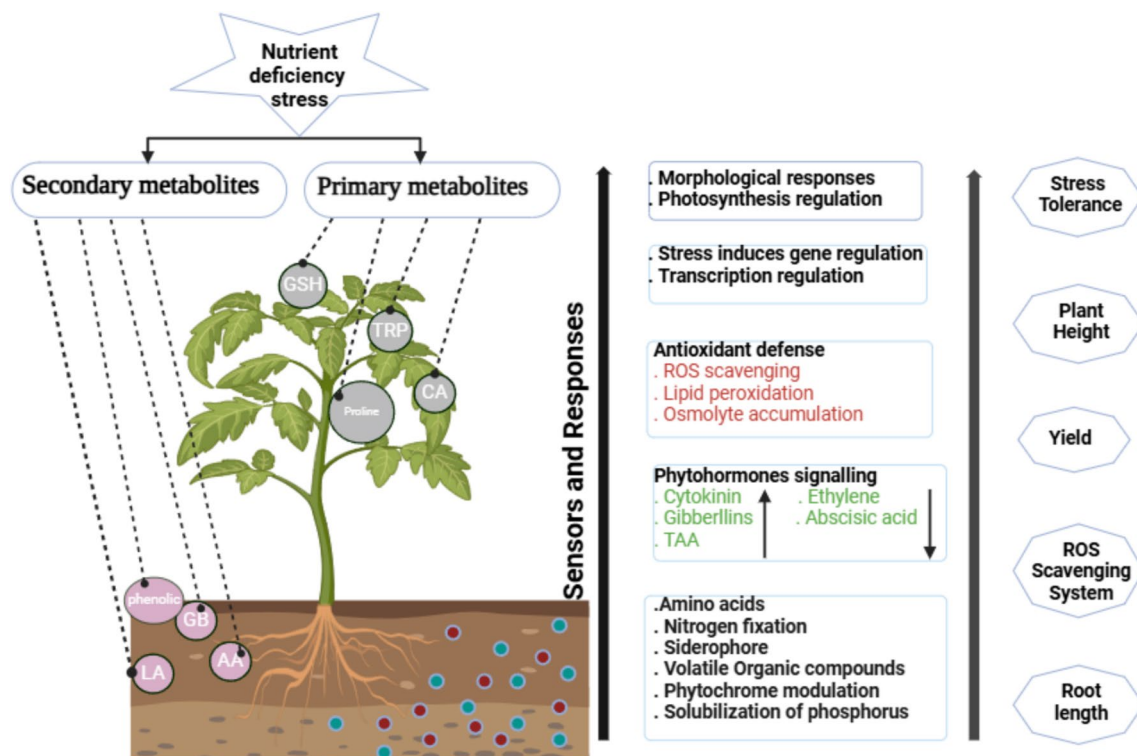 Nutrient
deficiency
stress
Secondary metabolites
Primary metabolites
GSH
TRP
CA
Proline
phenolic
GB
AA
LA
Sensors and Responses
. Morphological responses
. Photosynthesis regulation
. Stress induces gene regulation
. Transcription regulation
Antioxidant defense
. ROS scavenging
. Lipid peroxidation
. Osmolyte accumulation
Phytohormones signalling
. Cytokinin
. Gibberllins
. TAA
. Ethylene
. Abscisic acid
.Amino acids
. Nitrogen fixation
. Siderophore
. Volatile Organic compounds
. Phytochrome modulation
. Solubilization of phosphorus
Stress
Tolerance
Plant
Height
Yield
ROS
Scavenging
System
Root
length